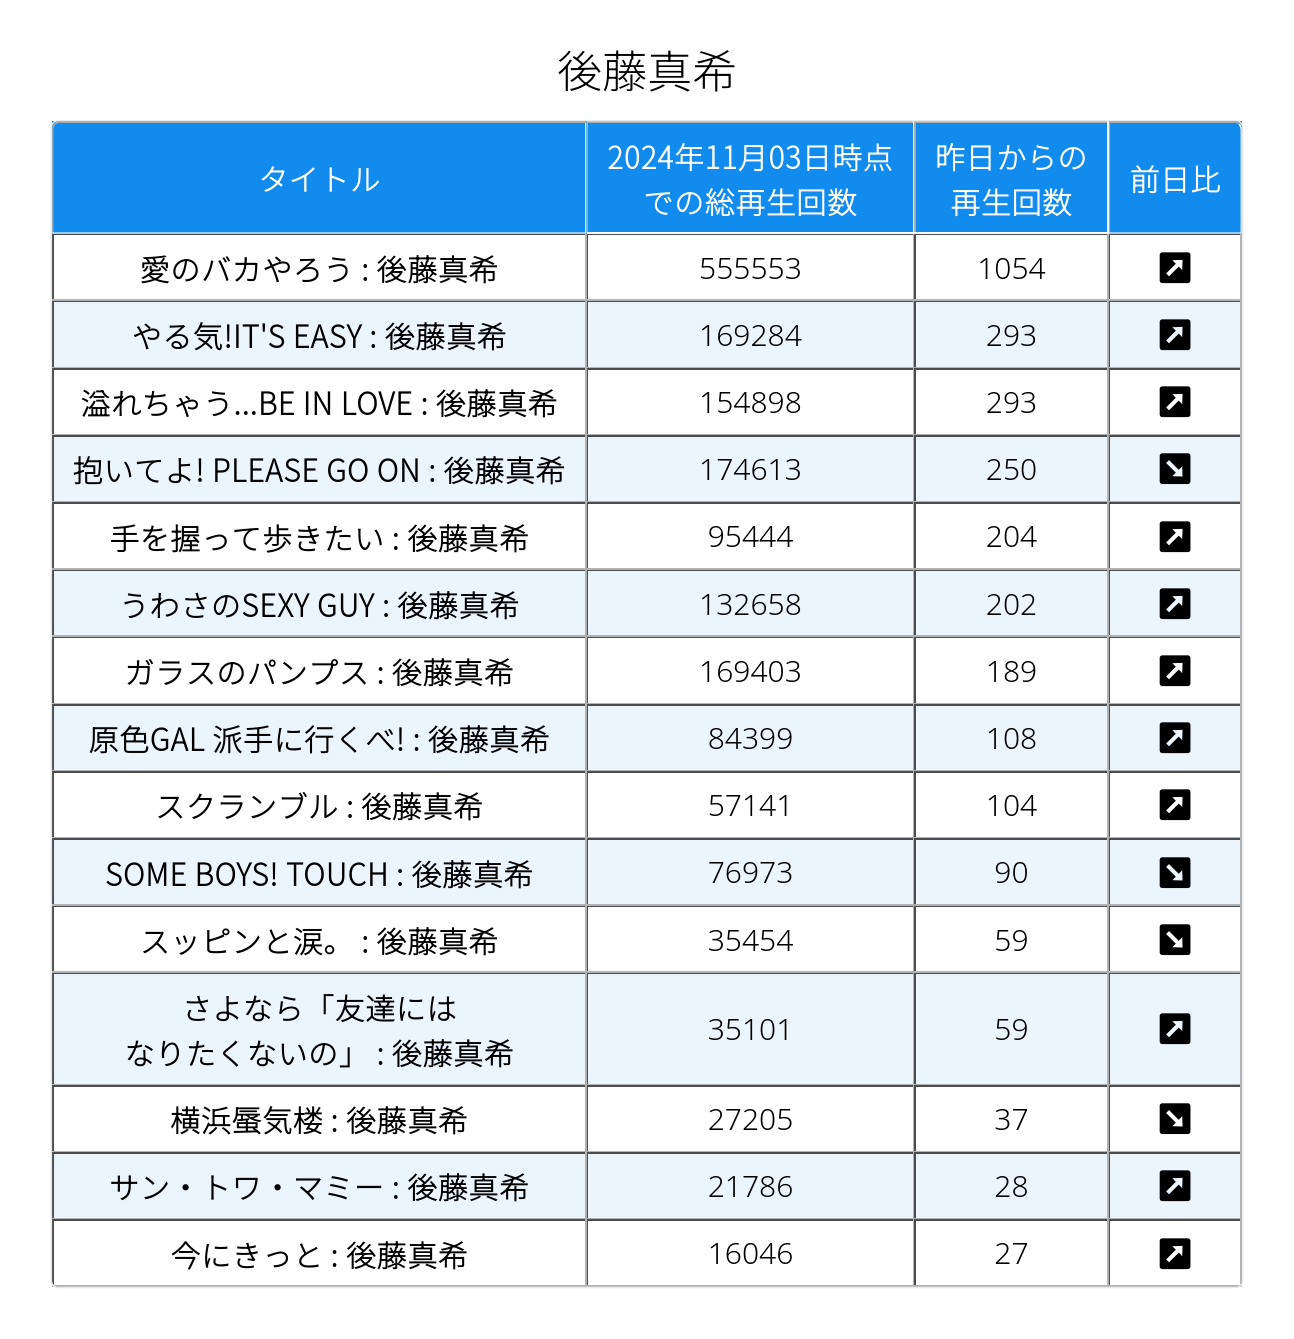 後藤真希
タイトル
2024年11月03日時点
での総再生回数
昨日からの
再生回数
前日比
愛のバカやろう : 後藤真希 555553 1054
やる気!IT'S EASY : 後藤真希 169284 293
溢れちゃう...BE IN LOVE : 後藤真希 154898 293
抱いてよ! PLEASE GO ON : 後藤真希 174613 250
手を握って歩きたい : 後藤真希 95444 204
うわさのSEXY GUY : 後藤真希 132658 202
ガラスのパンプス : 後藤真希 169403 189
原色GAL 派手に行くべ! : 後藤真希 84399 108
スクランブル : 後藤真希 57141 104
SOME BOYS! TOUCH : 後藤真希 76973 90
スッピンと涙。 : 後藤真希 35454 59
さよなら「友達には
なりたくないの」 : 後藤真希 35101 59
横浜蜃気楼 : 後藤真希 27205 37
サン・トワ・マミー : 後藤真希 21786 28
今にきっと : 後藤真希 16046 27